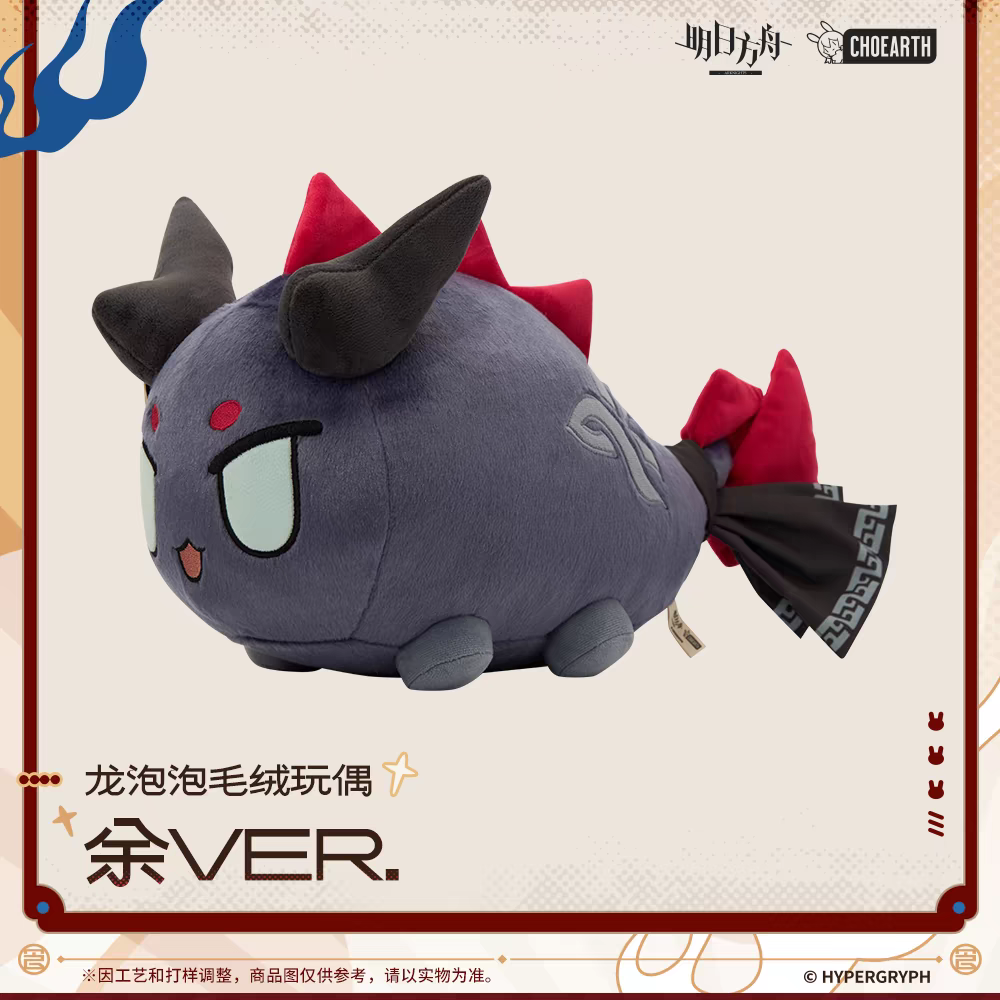 明日方舟
CHOEARTH
龙泡泡毛绒玩偶
余VER.
※因工艺和打样调整，商品图仅供参考，请以实物为准。
© HYPERGRYPH